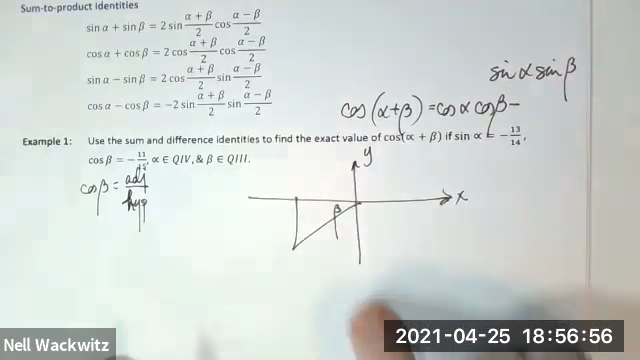 Sum-to-product Identities
sin α + sin β = 2 sin α + β/2 cos α − β/2
cos α + cos β = 2 cos α + β/2 cos α − β/2
sin α − sin β = 2 cos α + β/2 sin α − β/2
cos α − cos β = −2 sin α + β/2 sin α − β/2
sin α sin β
cos (α+β) = cos α cos β −
Example 1: Use the sum and difference identities to find the exact value of cos(α + β) if sin α = −13/14,
cos β = −11/15, α ∈ QIV, & β ∈ QIII.
cos β = adj/hyp
y
x
β
2021-04-25 18:56:56
Nell Wackwitz